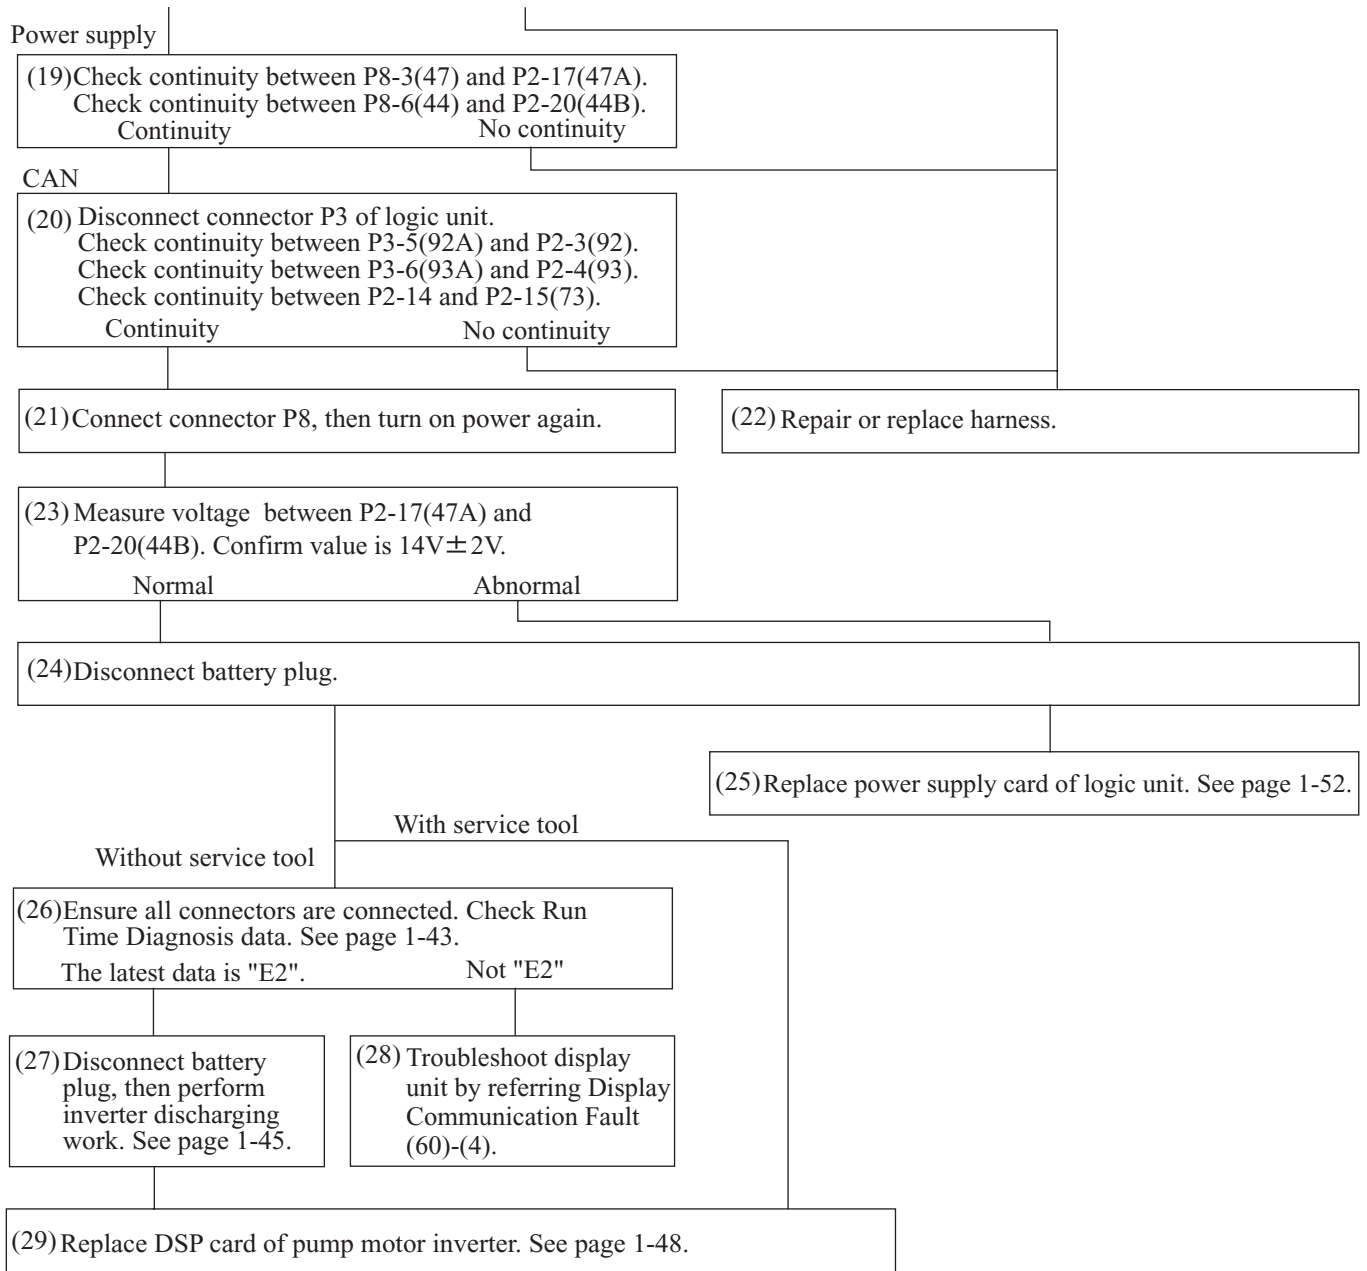 Power supply
(19)Check continuity between P8-3(47) and P2-17(47A).
Check continuity between P8-6(44) and P2-20(44B).
Continuity No continuity
CAN
(20) Disconnect connector P3 of logic unit.
Check continuity between P3-5(92A) and P2-3(92).
Check continuity between P3-6(93A) and P2-4(93).
Check continuity between P2-14 and P2-15(73).
Continuity No continuity
(21) Connect connector P8, then turn on power again.
(22) Repair or replace harness.
(23) Measure voltage between P2-17(47A) and
P2-20(44B). Confirm value is 14V±2V.
Normal Abnormal
(24)Disconnect battery plug.
(25) Replace power supply card of logic unit. See page 1-52.
With service tool
Without service tool
(26)Ensure all connectors are connected. Check Run
Time Diagnosis data. See page 1-43.
The latest data is "E2". Not "E2"
(27)Disconnect battery
plug, then perform
inverter discharging
work. See page 1-45.
(28) Troubleshoot display
unit by referring Display
Communication Fault
(60)-(4).
(29) Replace DSP card of pump motor inverter. See page 1-48.